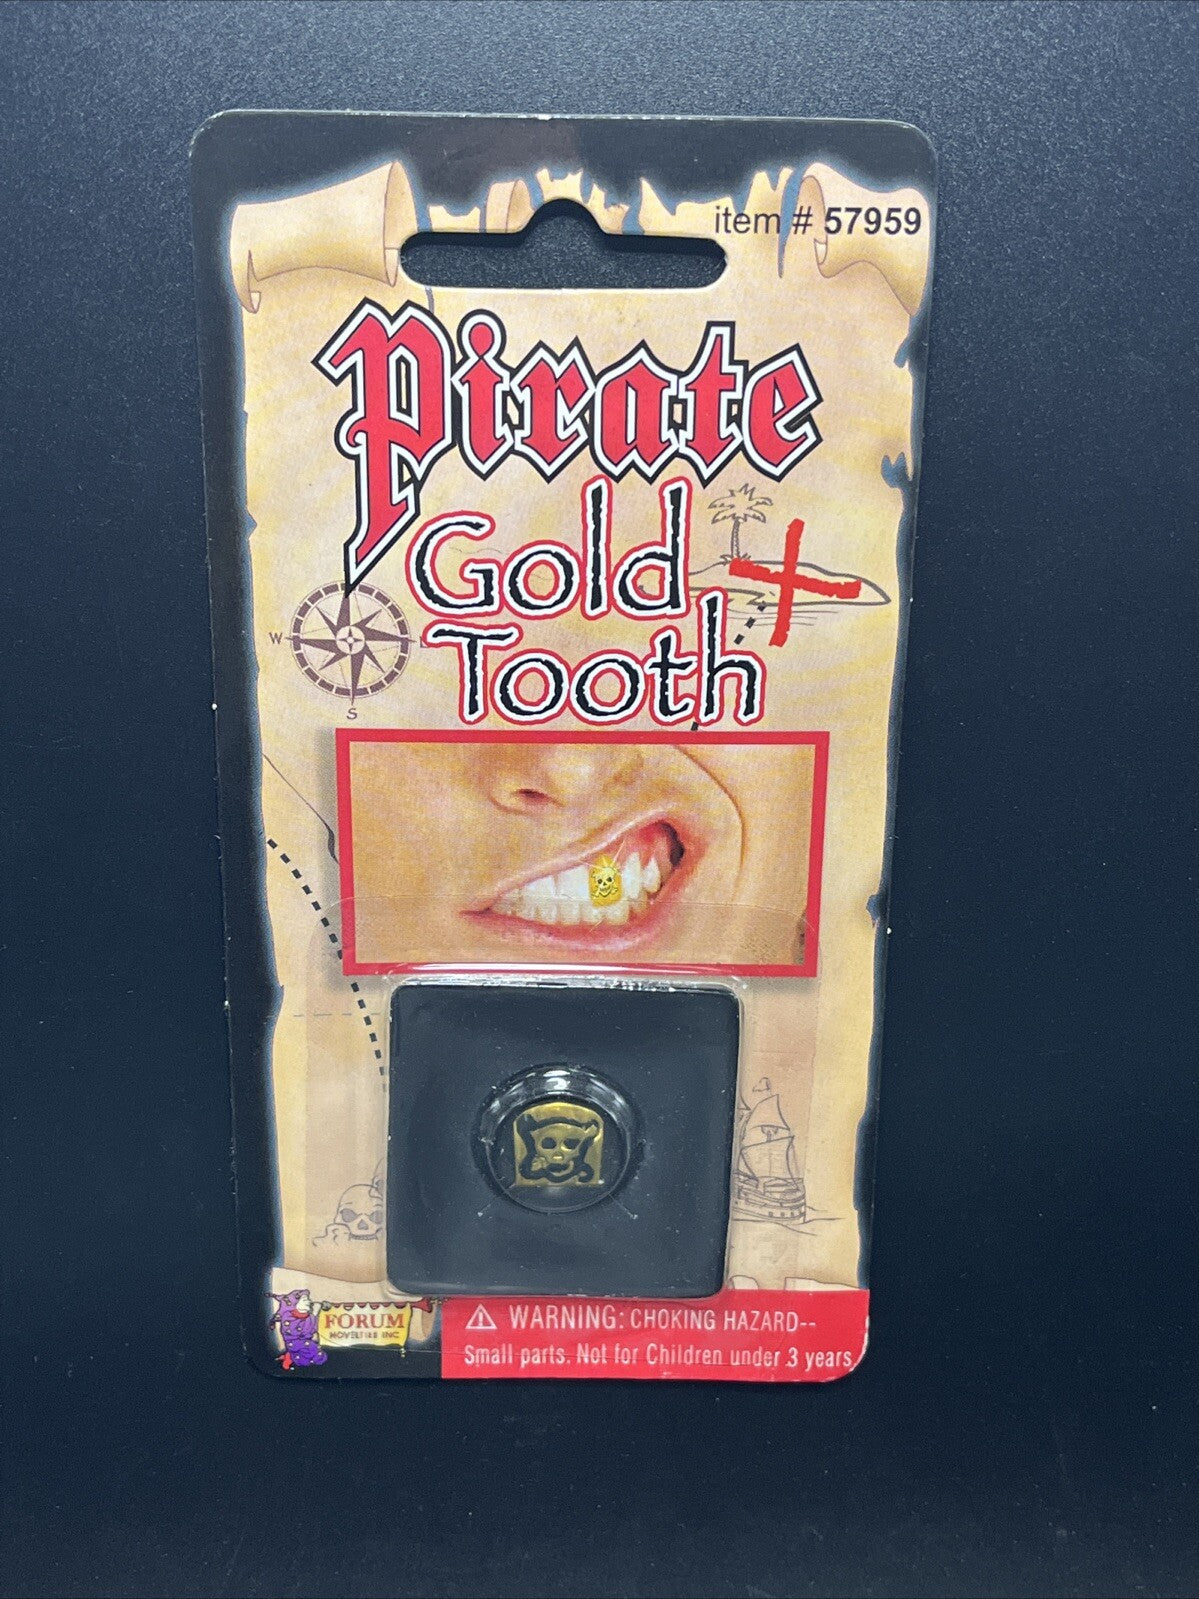 item # 57959
Pirate
Gold
Tooth
W
S
FORUM
NOVELTIES INC.
⚠ WARNING: CHOKING HAZARD--
Small parts. Not for Children under 3 years